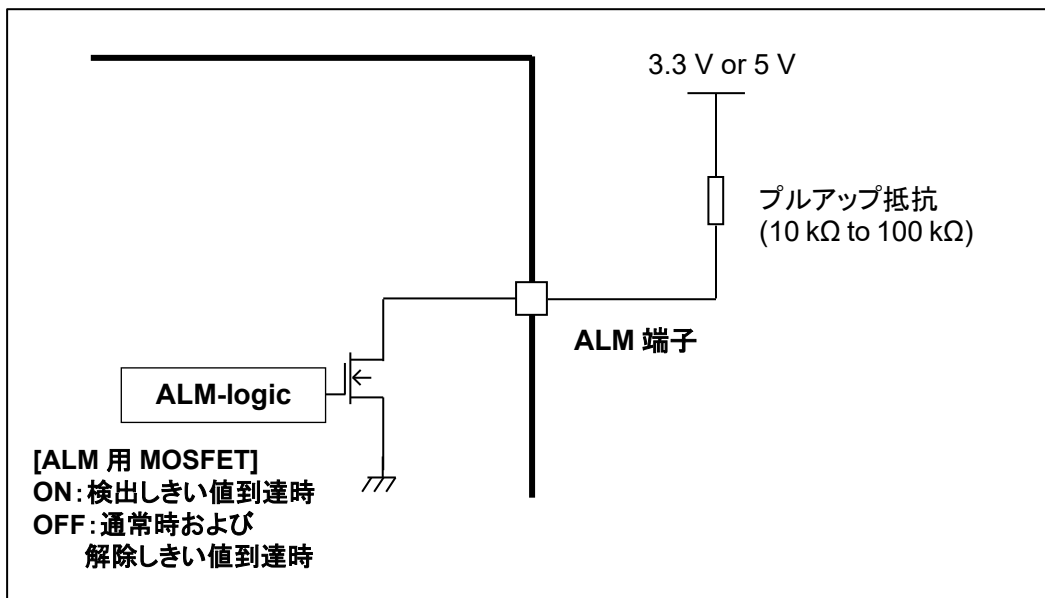 3.3 V or 5 V
プルアップ抵抗
(10 kΩ to 100 kΩ)
ALM 端子
ALM-logic
[ALM 用 MOSFET]
ON：検出しきい値到達時
OFF：通常時および
解除しきい値到達時